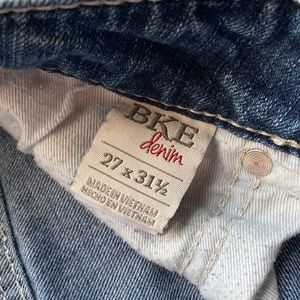 BKE
denim
27 x 31½
MADE IN VIETNAM
HECHO EN VIETNAM